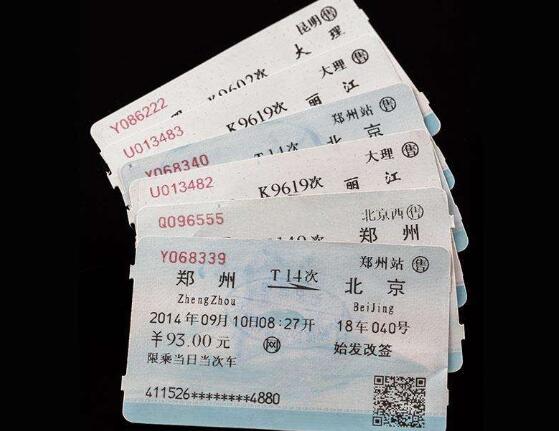 昆明 售
Y086222
大 理
K9602次
大理 售
U013483
K9619次
丽 江
郑州站 售
Y068340
T 14次
北 京
大理 售
U013482
K9619次
丽 江
北京西 售
Q096555
郑 州
Y068339
郑州站 售
郑 州
T 14次
北 京
ZhengZhou
BeiJing
2014年09月10日08:27开
18车040号
¥93.00元
网
始发改签
限乘当日当次车
411526********4880